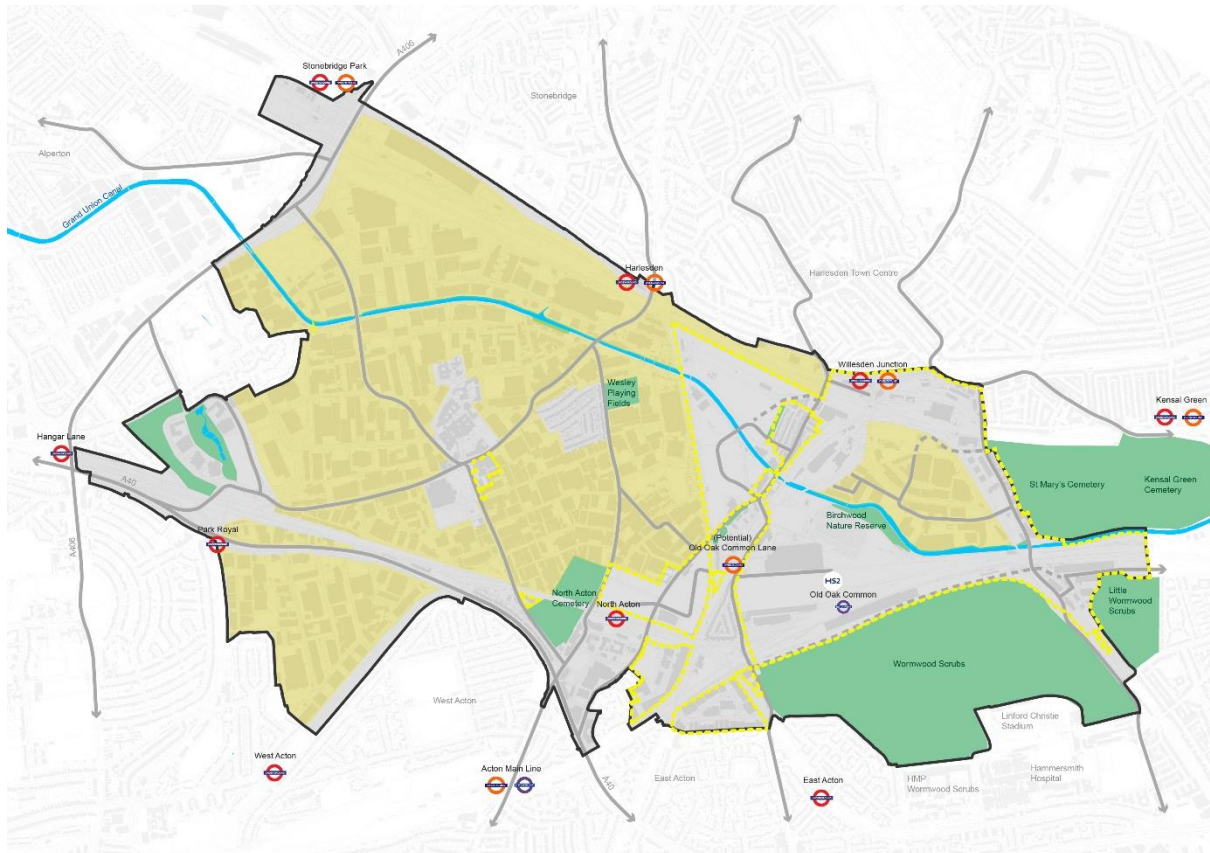 A406
Stonebridge Park
Stonebridge
Alperton
Grand Union Canal
Harlesden
Harlesden Town Centre
Willesden Junction
Kensal Green
Wesley
Playing
Fields
Hangar Lane
A40
St Mary's Cemetery
Kensal Green
Cemetery
Birchwood
Nature Reserve
Park Royal
A406
(Potential)
Old Oak Common Lane
HS2
Old Oak Common
North Acton
Cemetery
North Acton
Little
Wormwood
Scrubs
Wormwood Scrubs
West Acton
Linford Christie
Stadium
West Acton
Acton Main Line
A40
East Acton
East Acton
HMP
Wormwood Scrubs
Hammersmith
Hospital